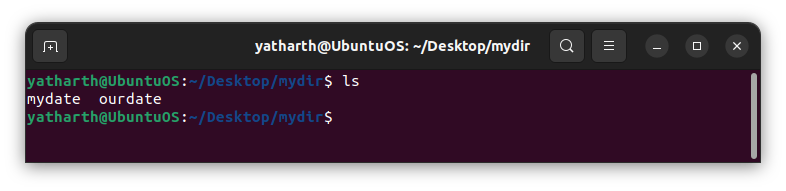 yatharth@UbuntuOS: ~/Desktop/mydir
yatharth@UbuntuOS:~/Desktop/mydir$ ls
mydate  ourdate
yatharth@UbuntuOS:~/Desktop/mydir$